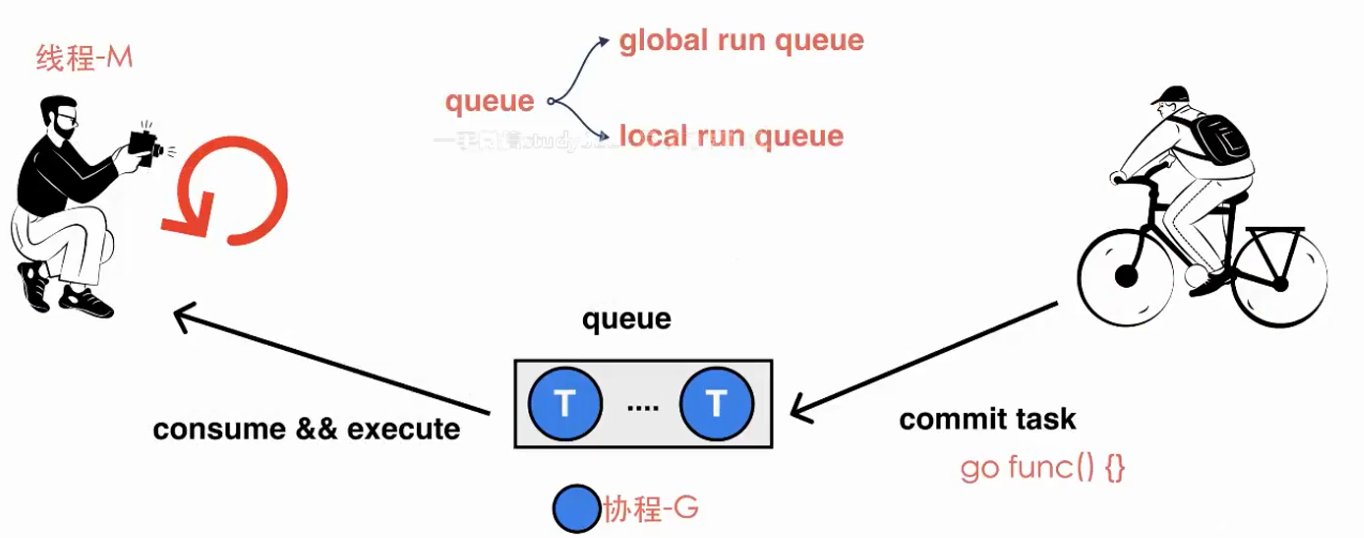 线程-M
global run queue
queue
local run queue
queue
T .... T
consume && execute
commit task
go func() {}
协程-G